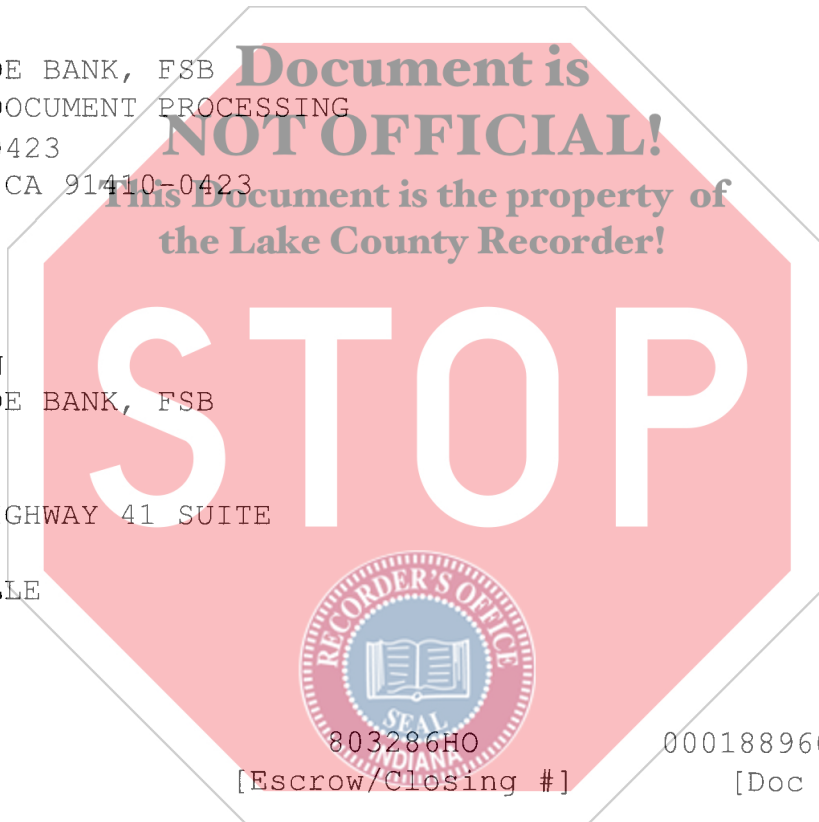 DE BANK, FSB
Document is
DOCUMENT PROCESSING
NOT OFFICIAL!
423
CA 91410-0423
This Document is the property of
the Lake County Recorder!
STOP
N
DE BANK, FSB
GHWAY 41 SUITE
LE
RECORDER'S OFFICE
SEAL
INDIANA
803286HO
0001889660
[Escrow/Closing #]
[Doc